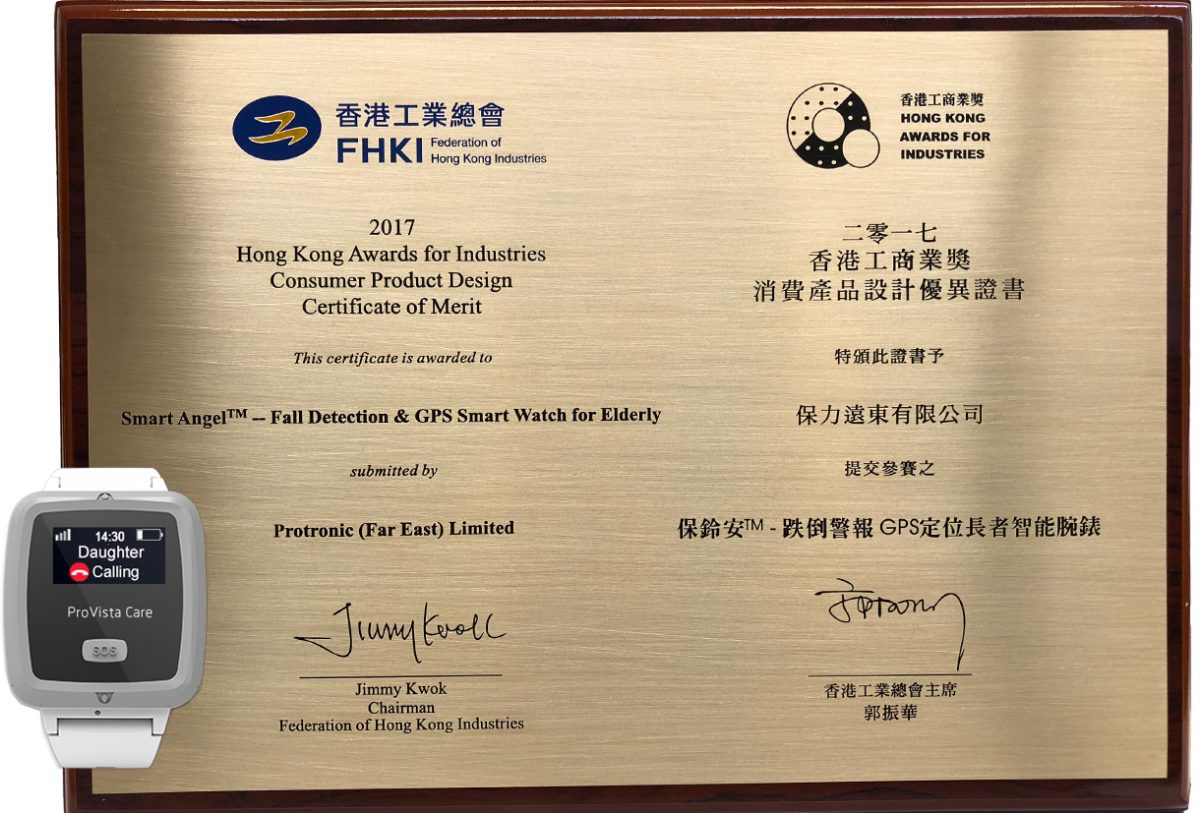 香港工業總會
FHKI
Federation of
Hong Kong Industries
2017
Hong Kong Awards for Industries
Consumer Product Design
Certificate of Merit
This certificate is awarded to
Smart Angel™ -- Fall Detection & GPS Smart Watch for Elderly
submitted by
Protronic (Far East) Limited
Jimmy Kwok
Jimmy Kwok
Chairman
Federation of Hong Kong Industries
香港工商業獎
HONG KONG
AWARDS FOR
INDUSTRIES
二零一七
香港工商業獎
消費產品設計優異證書
特頒此證書予
保力遠東有限公司
提交參賽之
保鈴安™ - 跌倒警報 GPS定位長者智能腕錶
香港工業總會主席
郭振華
14:30
Daughter
Calling
ProVista Care
SOS